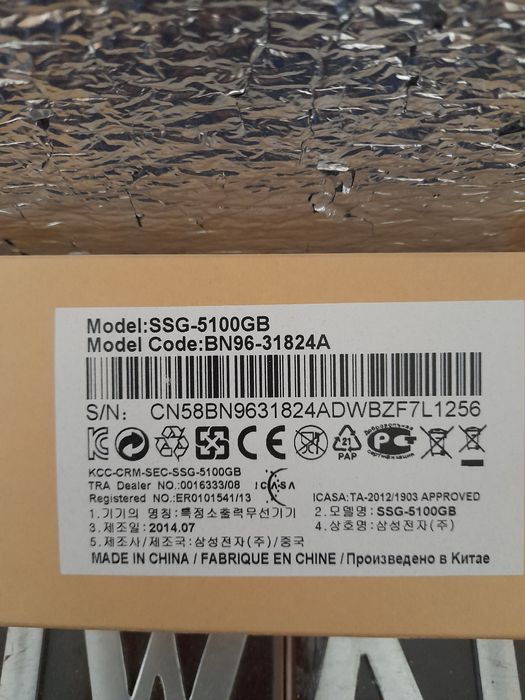 Model:SSG-5100GB
Model Code:BN96-31824A
S/N: CN58BN9631824ADWBZF7L1256
21
PAP
Добровольная
сертификация
KCC-CRM-SEC-SSG-5100GB
TRA Dealer NO.:0016333/08
ICASA
Registered NO.:ER0101541/13
ICASA:TA-2012/1903 APPROVED
1.기기의 명칭:특정소출력무선기기
2.모델명: SSG-5100GB
3.제조일:2014.07
4.상호명:삼성전자(주)
5.제조사/제조국:삼성전자(주)/중국
MADE IN CHINA / FABRIQUE EN CHINE / Произведено в Китае